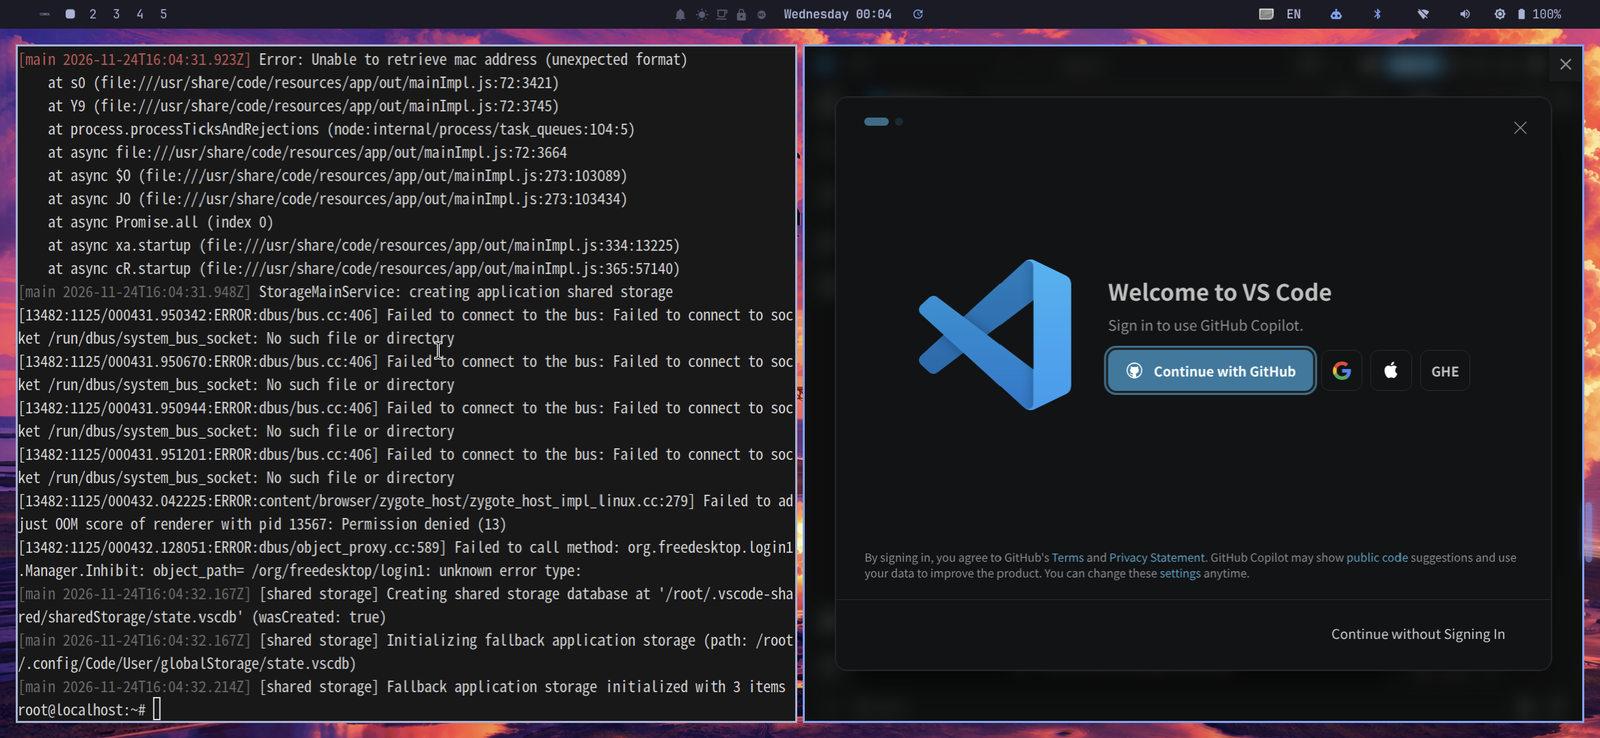 2 3 4 5
Wednesday 00:04
EN
100%
[main 2026-11-24T16:04:31.923Z] Error: Unable to retrieve mac address (unexpected format)
at sO (file:///usr/share/code/resources/app/out/mainImpl.js:72:3421)
at Y9 (file:///usr/share/code/resources/app/out/mainImpl.js:72:3745)
at process.processTicksAndRejections (node:internal/process/task_queues:104:5)
at async file:///usr/share/code/resources/app/out/mainImpl.js:72:3664
at async $O (file:///usr/share/code/resources/app/out/mainImpl.js:273:103089)
at async JO (file:///usr/share/code/resources/app/out/mainImpl.js:273:103434)
at async Promise.all (index 0)
at async xa.startup (file:///usr/share/code/resources/app/out/mainImpl.js:334:13225)
at async cR.startup (file:///usr/share/code/resources/app/out/mainImpl.js:365:57140)
[main 2026-11-24T16:04:31.948Z] StorageMainService: creating application shared storage
[13482:1125/000431.950342:ERROR:dbus/bus.cc:406] Failed to connect to the bus: Failed to connect to soc
ket /run/dbus/system_bus_socket: No such file or directory
[13482:1125/000431.950670:ERROR:dbus/bus.cc:406] Failed to connect to the bus: Failed to connect to soc
ket /run/dbus/system_bus_socket: No such file or directory
[13482:1125/000431.950944:ERROR:dbus/bus.cc:406] Failed to connect to the bus: Failed to connect to soc
ket /run/dbus/system_bus_socket: No such file or directory
[13482:1125/000431.951201:ERROR:dbus/bus.cc:406] Failed to connect to the bus: Failed to connect to soc
ket /run/dbus/system_bus_socket: No such file or directory
[13482:1125/000432.042225:ERROR:content/browser/zygote_host/zygote_host_impl_linux.cc:279] Failed to ad
just OOM score of renderer with pid 13567: Permission denied (13)
[13482:1125/000432.128051:ERROR:dbus/object_proxy.cc:589] Failed to call method: org.freedesktop.login1
.Manager.Inhibit: object_path= /org/freedesktop/login1: unknown error type:
[main 2026-11-24T16:04:32.167Z] [shared storage] Creating shared storage database at '/root/.vscode-sha
red/sharedStorage/state.vscdb' (wasCreated: true)
[main 2026-11-24T16:04:32.167Z] [shared storage] Initializing fallback application storage (path: /root
/.config/Code/User/globalStorage/state.vscdb)
[main 2026-11-24T16:04:32.214Z] [shared storage] Fallback application storage initialized with 3 items
root@localhost:~#
Welcome to VS Code
Sign in to use GitHub Copilot.
Continue with GitHub
GHE
By signing in, you agree to GitHub's Terms and Privacy Statement. GitHub Copilot may show public code suggestions and use
your data to improve the product. You can change these settings anytime.
Continue without Signing In